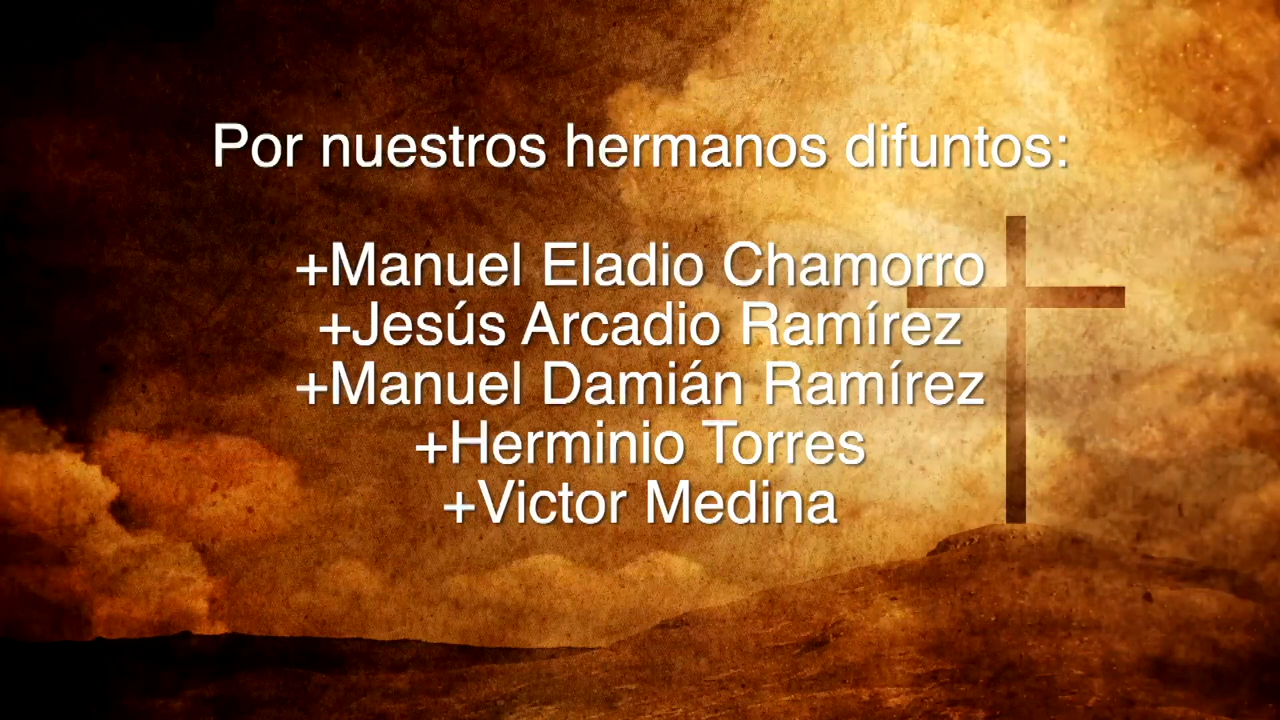 Por nuestros hermanos difuntos:
+Manuel Eladio Chamorro
+Jesús Arcadio Ramírez
+Manuel Damián Ramírez
+Herminio Torres
+Victor Medina